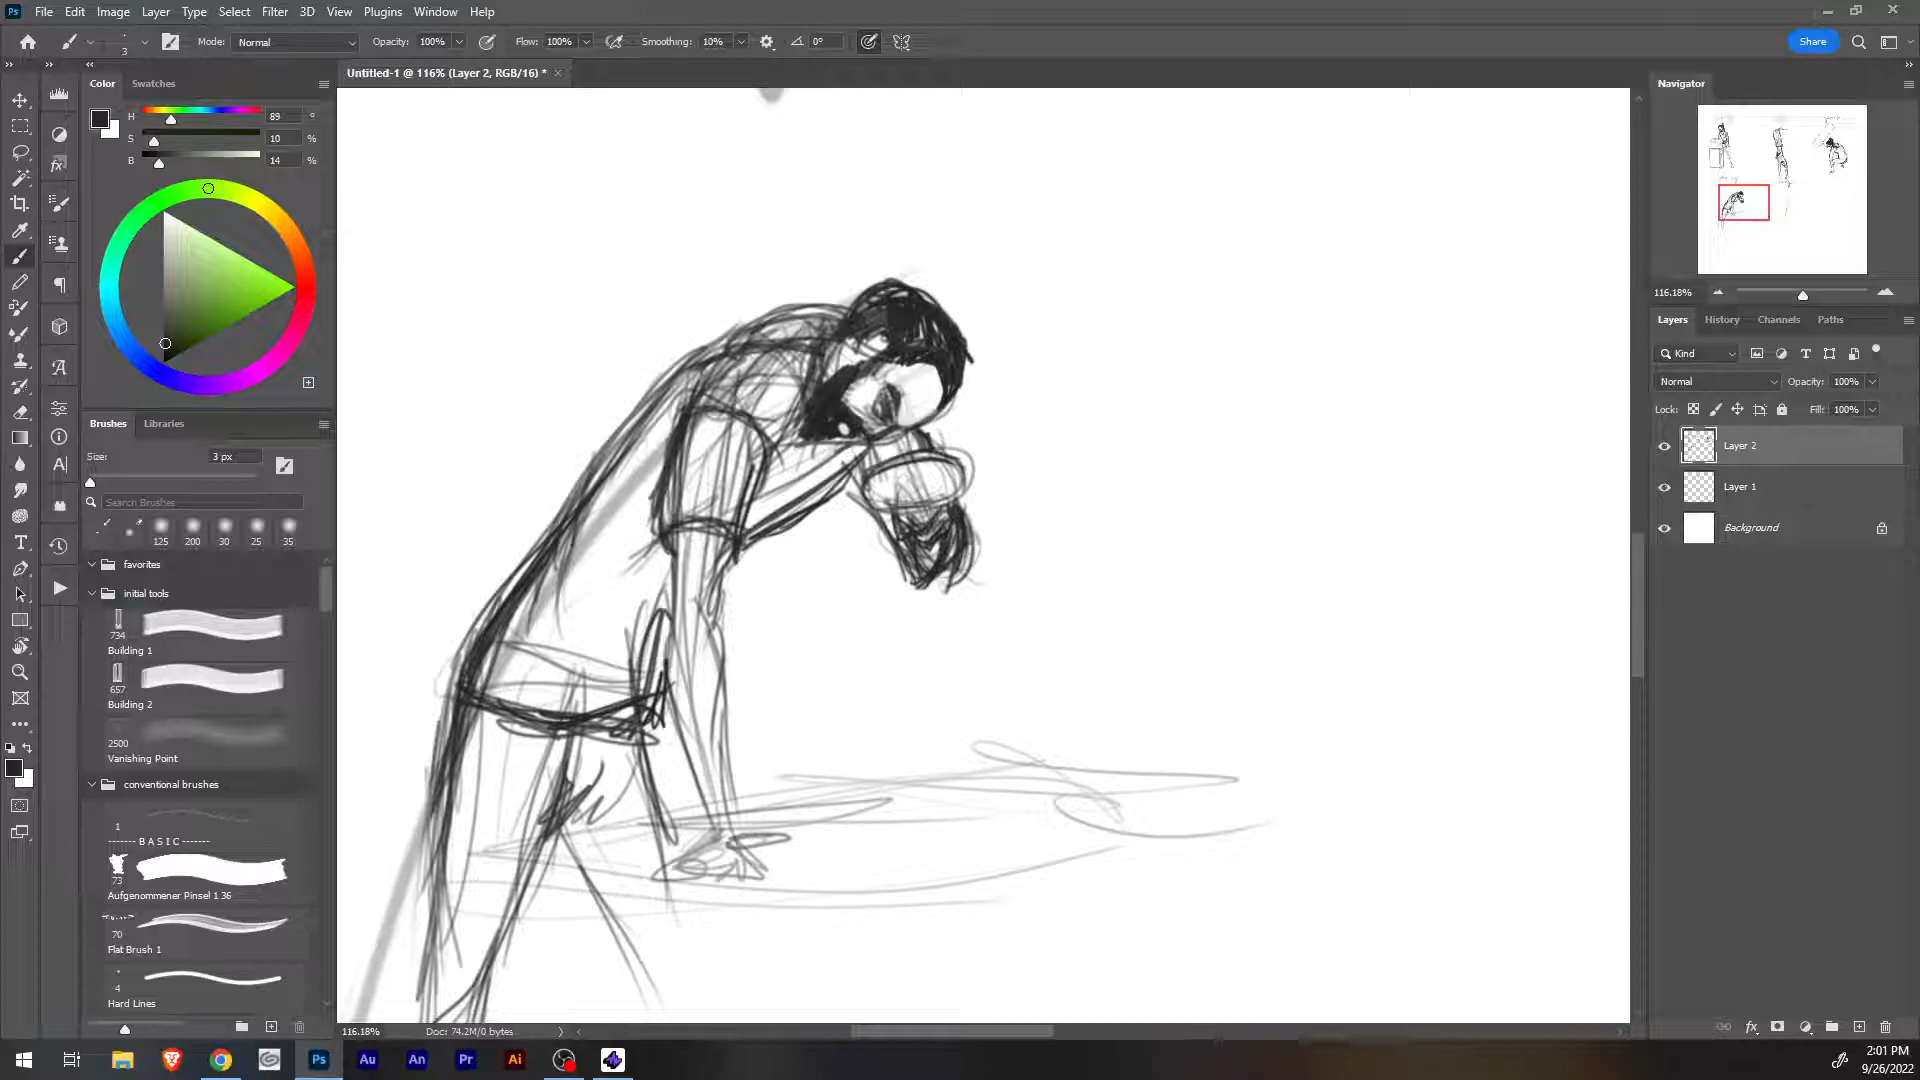 Ps File Edit Image Layer Type Select Filter 3D View Plugins Window Help
3 Mode: Normal Opacity: 100% Flow: 100% Smoothing: 10% 0° Share
Untitled-1 @ 116% (Layer 2, RGB/16) *
Color Swatches
H 89 °
S 10 %
B 14 %
Brushes Libraries
Size: 3 px
Search Brushes
125 200 30 25 35
favorites
initial tools
734
Building 1
657
Building 2
2500
Vanishing Point
conventional brushes
1
------- B A S I C -------
73
Aufgenommener Pinsel 1 36
70
Flat Brush 1
4
Hard Lines
116.18% Doc: 74.2M/0 bytes
Navigator
116.18%
Layers History Channels Paths
Kind
Normal Opacity: 100%
Lock: Fill: 100%
Layer 2
Layer 1
Background
Ps Au An Pr Ai
2:01 PM
9/26/2022